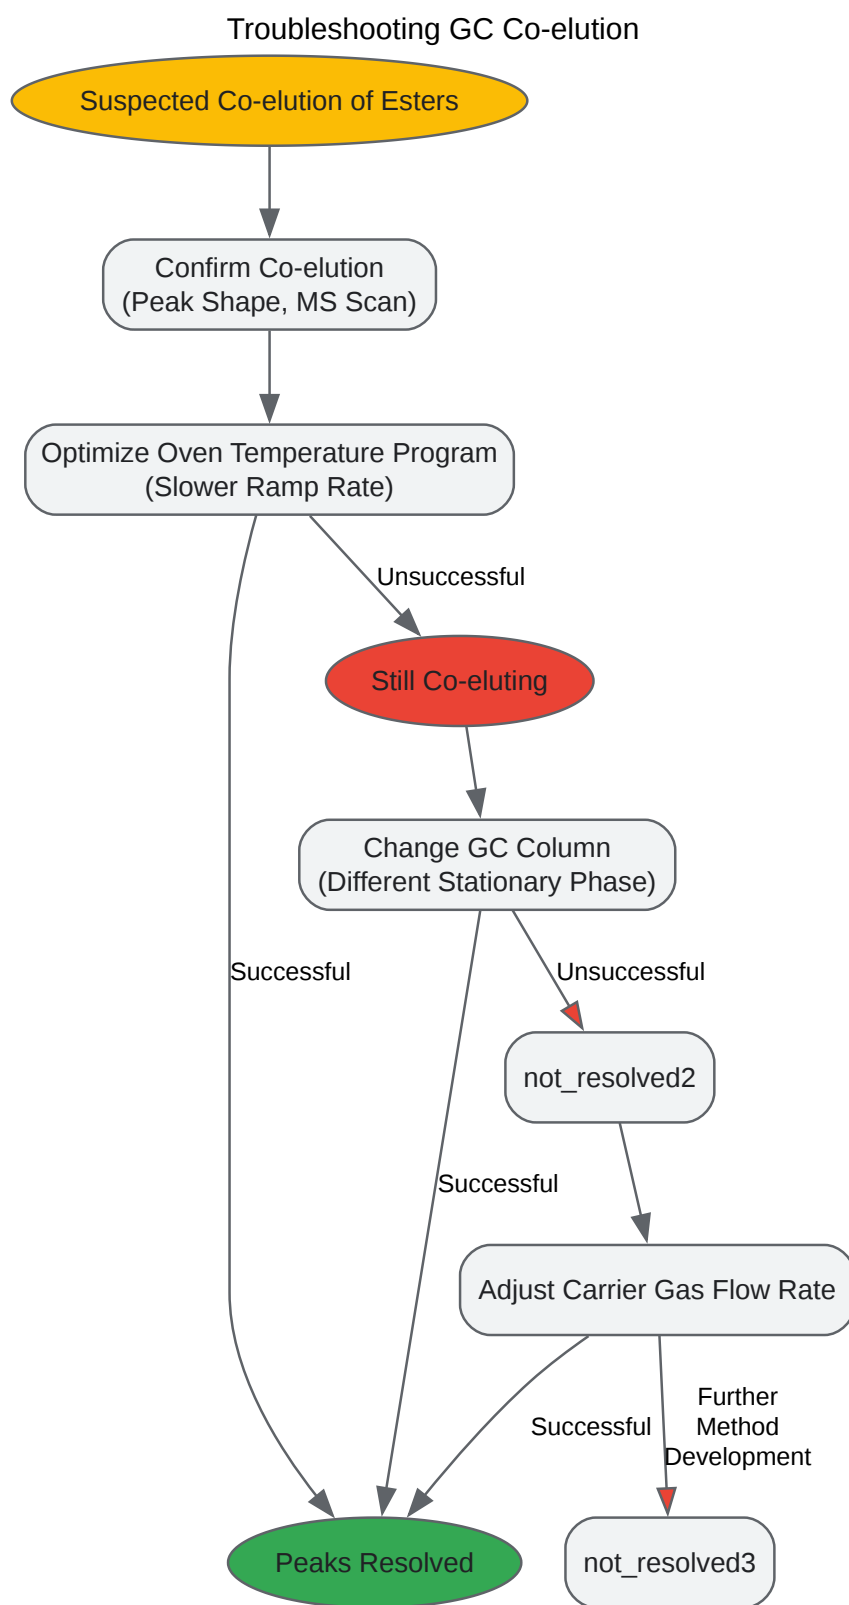 Troubleshooting GC Co-elution
Suspected Co-elution of Esters
Confirm Co-elution
(Peak Shape, MS Scan)
Optimize Oven Temperature Program
(Slower Ramp Rate)
Unsuccessful
Still Co-eluting
Change GC Column
(Different Stationary Phase)
Successful
Unsuccessful
not_resolved2
Successful
Adjust Carrier Gas Flow Rate
Successful
Further
Method
Development
Peaks Resolved
not_resolved3